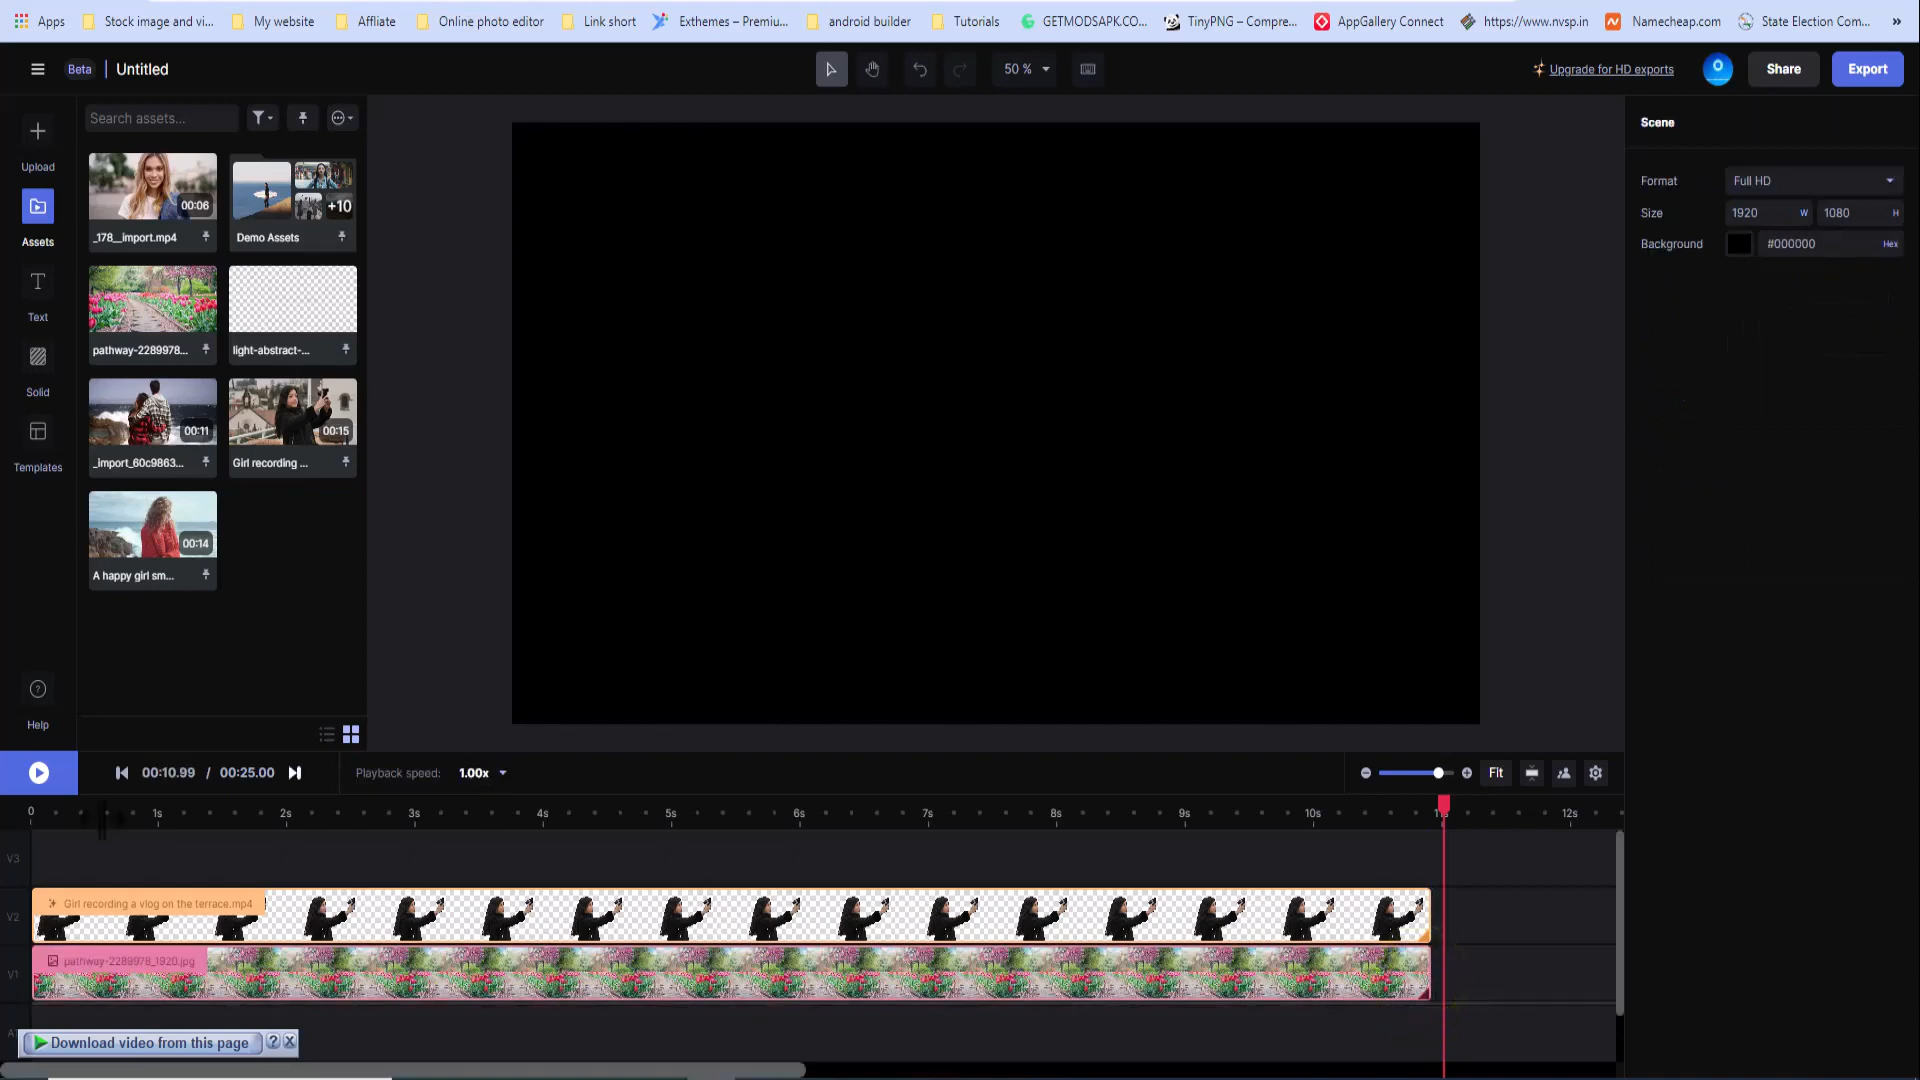 Apps Stock image and vi... My website Affliate Online photo editor Link short Exthemes – Premiu... android builder Tutorials GETMODSAPK.CO... TinyPNG – Compre... AppGallery Connect https://www.nvsp.in Namecheap.com State Election Com... »
Beta Untitled
50 %
Upgrade for HD exports
Share
Export
Upload
Assets
Text
Solid
Templates
Help
Search assets...
00:06
+10
_178__import.mp4 Demo Assets
pathway-2289978... light-abstract-...
00:11 00:15
_import_60c9863... Girl recording ...
00:14
A happy girl sm...
Scene
Format Full HD
Size 1920 W 1080 H
Background #000000 Hex
00:10.99 / 00:25.00
Playback speed: 1.00x
Fit
0 1s 2s 3s 4s 5s 6s 7s 8s 9s 10s 11s 12s
V3
V2 Girl recording a vlog on the terrace.mp4
V1 pathway-2289978_1920.jpg
Download video from this page ? X